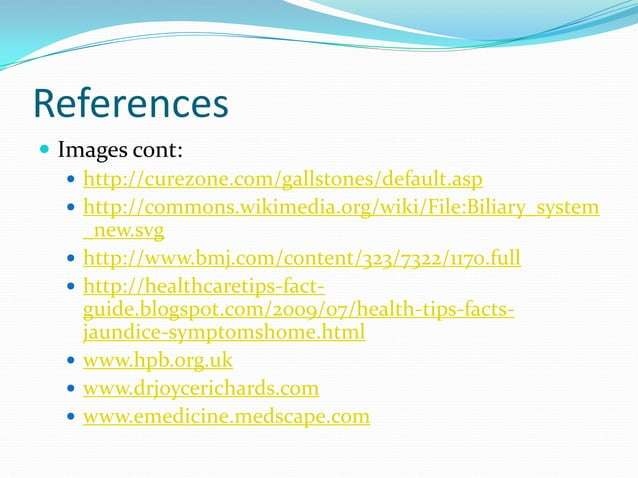 References
Images cont:
http://curezone.com/gallstones/default.asp
http://commons.wikimedia.org/wiki/File:Biliary_system
_new.svg
http://www.bmj.com/content/323/7322/1170.full
http://healthcaretips-fact-
guide.blogspot.com/2009/07/health-tips-facts-
jaundice-symptomshome.html
www.hpb.org.uk
www.drjoycerichards.com
www.emedicine.medscape.com